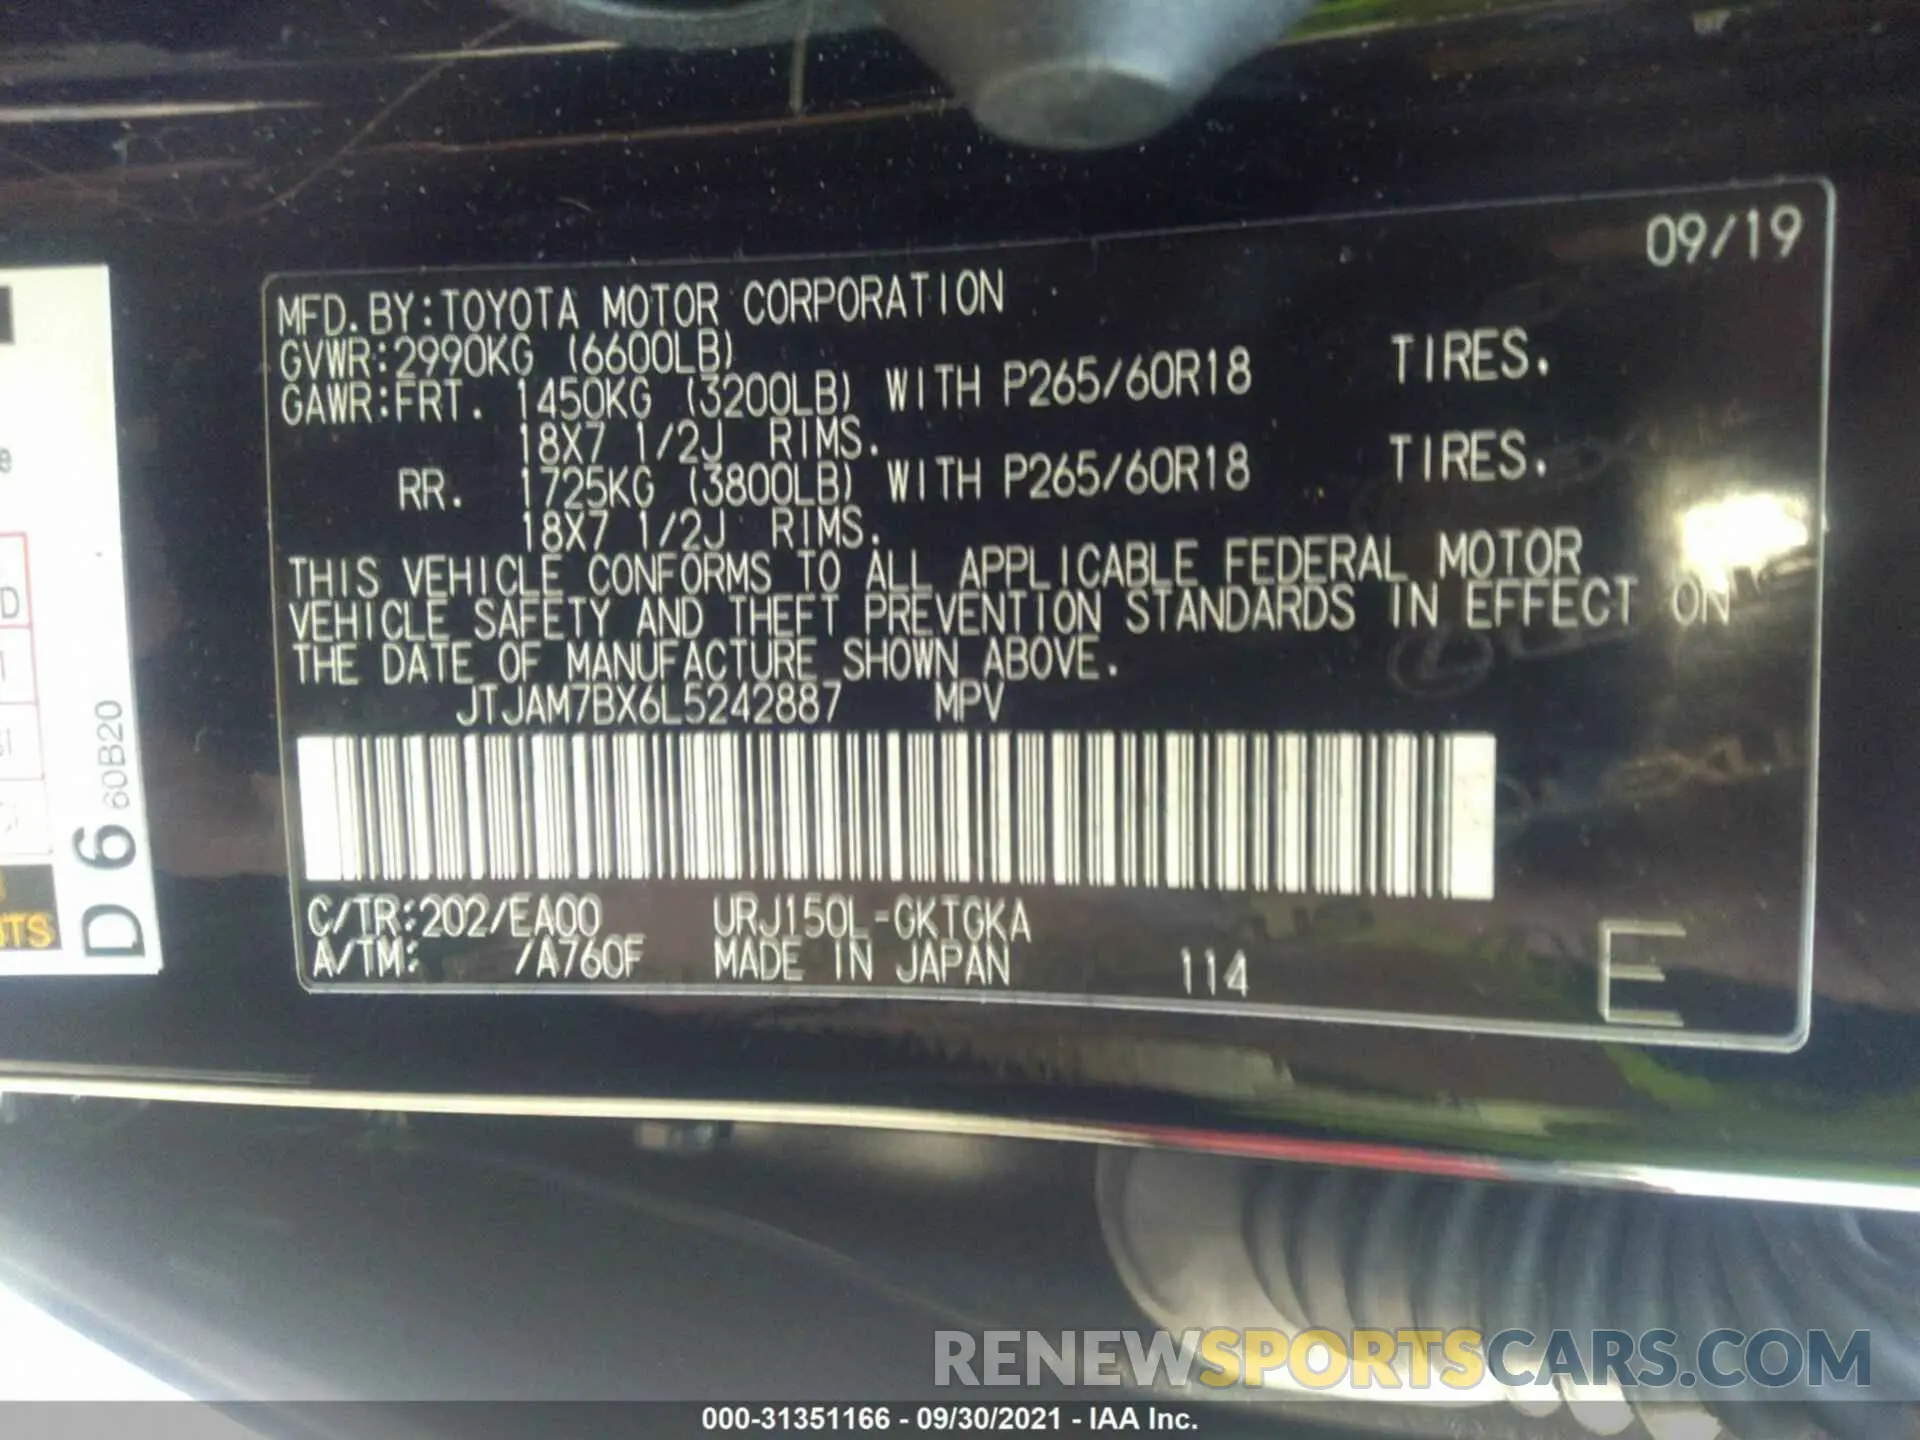 09/19
MFD.BY:TOYOTA MOTOR CORPORATION
GVWR:2990KG (6600LB)
GAWR:FRT. 1450KG (3200LB) WITH P265/60R18 TIRES.
18X7 1/2J RIMS.
RR. 1725KG (3800LB) WITH P265/60R18 TIRES.
18X7 1/2J RIMS.
THIS VEHICLE CONFORMS TO ALL APPLICABLE FEDERAL MOTOR
VEHICLE SAFETY AND THEFT PREVENTION STANDARDS IN EFFECT ON
THE DATE OF MANUFACTURE SHOWN ABOVE.
JTJAM7BX6L5242887 MPV
C/TR:202/EA00 URJ150L-GKTGKA
A/TM: /A760F MADE IN JAPAN 114 E
D 6 60B20
RENEWSPORTSCARS.COM
000-31351166 - 09/30/2021 - IAA Inc.